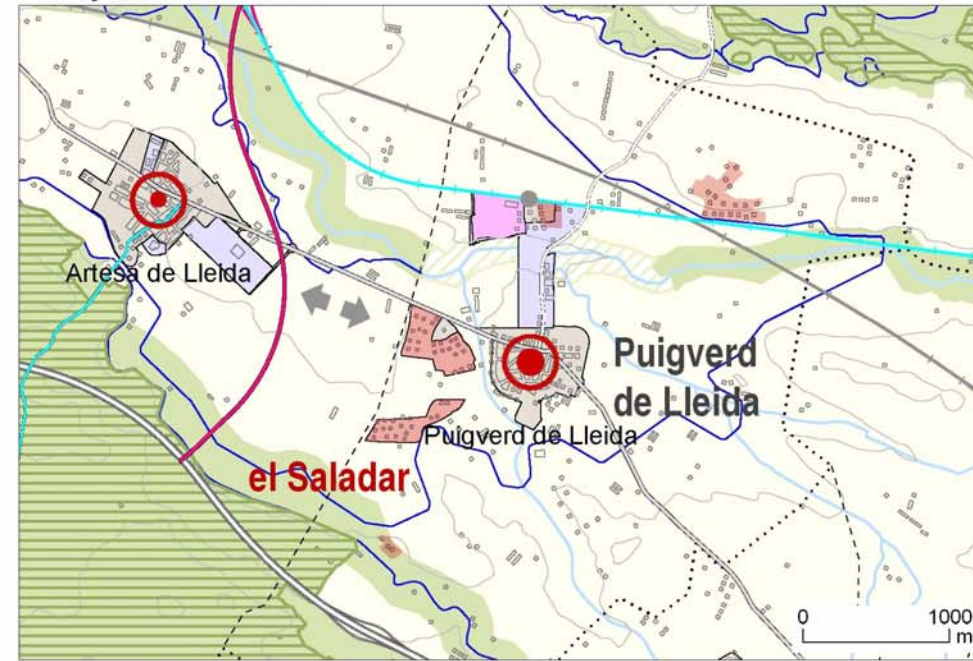 Artesa de Lleida
Puigverd
de Lleida
Puigverd de Lleida
el Saladar
0 1000
m